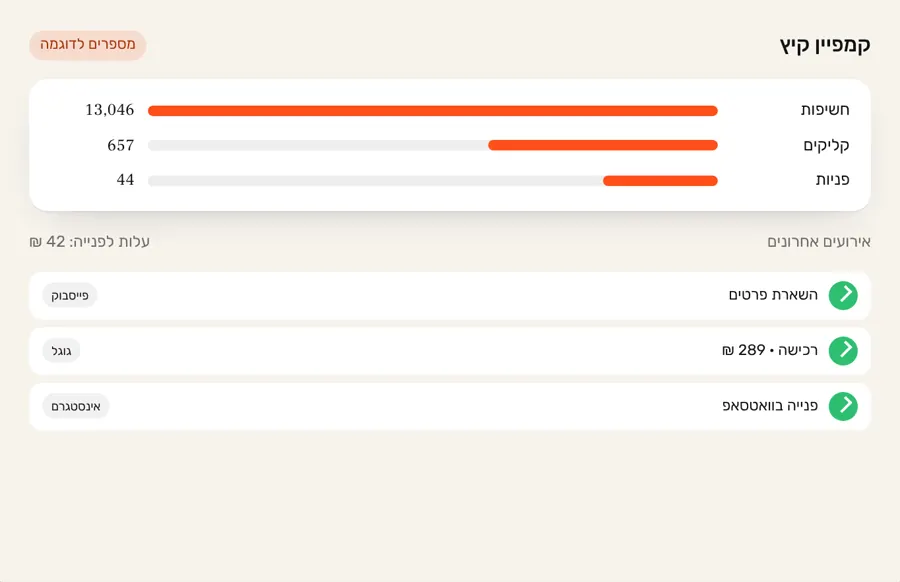 קמפיין קיץ
מספרים לדוגמה
חשיפות 13,046
קליקים 657
פניות 44
אירועים אחרונים
עלות לפנייה: 42 ₪
השארת פרטים
פייסבוק
רכישה • 289 ₪
גוגל
פנייה בוואטסאפ
אינסטגרם